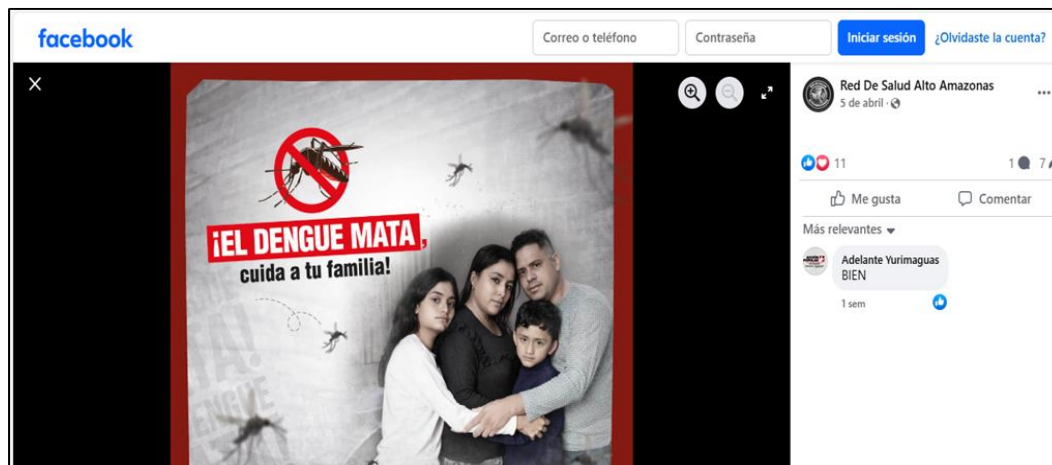 facebook
Correo o teléfono
Contraseña
Iniciar sesión
¿Olvidaste la cuenta?
Red De Salud Alto Amazonas
5 de abril ·
11
1
7
Me gusta
Comentar
Más relevantes
Adelante Yurimaguas
BIEN
1 sem
¡EL DENGUE MATA,
cuida a tu familia!